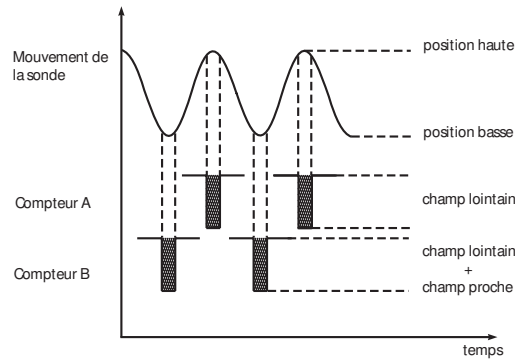 Mouvement de
la sonde
position haute
position basse
Compteur A
champ lointain
Compteur B
champ lointain
+
champ proche
temps